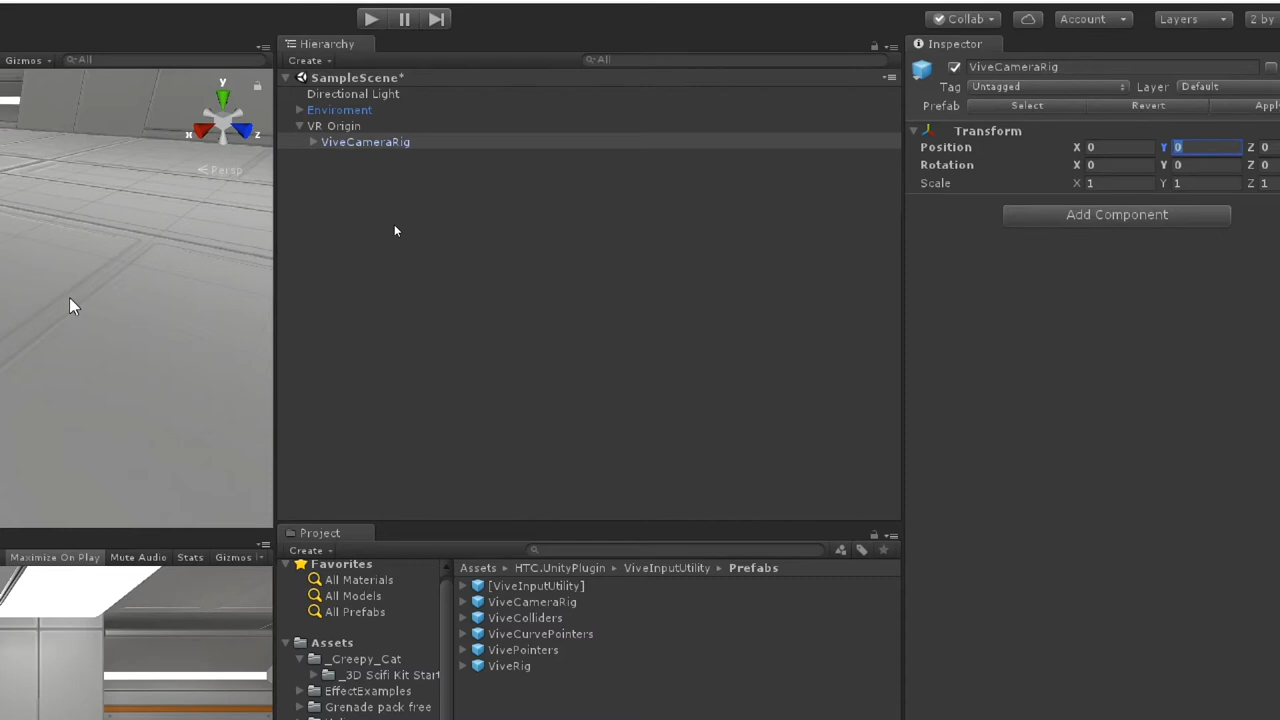 Collab
Account
Layers
2 by
Gizmos
All
y
x
z
Persp
Maximize On Play
Mute Audio
Stats
Gizmos
Hierarchy
Create
All
SampleScene*
Directional Light
Enviroment
VR Origin
ViveCameraRig
Project
Create
Favorites
All Materials
All Models
All Prefabs
Assets
_Creepy_Cat
_3D Scifi Kit Start
EffectExamples
Grenade pack free
Assets HTC.UnityPlugin ViveInputUtility Prefabs
[ViveInputUtility]
ViveCameraRig
ViveColliders
ViveCurvePointers
VivePointers
ViveRig
Inspector
ViveCameraRig
Tag Untagged Layer Default
Prefab Select Revert Apply
Transform
Position X 0 Y 0 Z 0
Rotation X 0 Y 0 Z 0
Scale X 1 Y 1 Z 1
Add Component